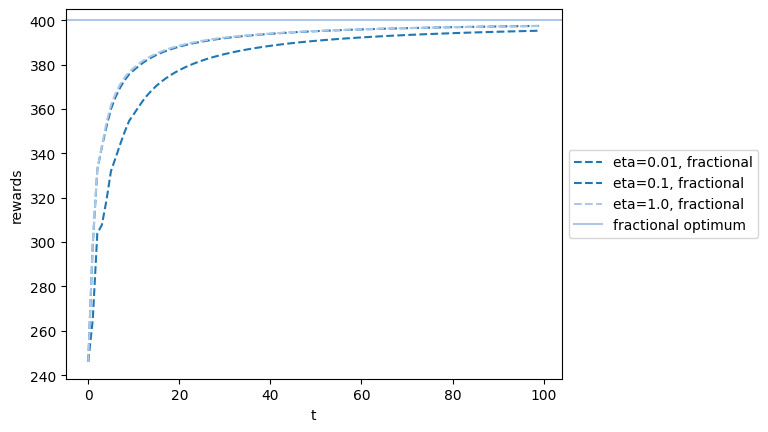 400
380
360
340
320
300
280
260
240
rewards
0
20
40
60
80
100
t
eta=0.01, fractional
eta=0.1, fractional
eta=1.0, fractional
fractional optimum